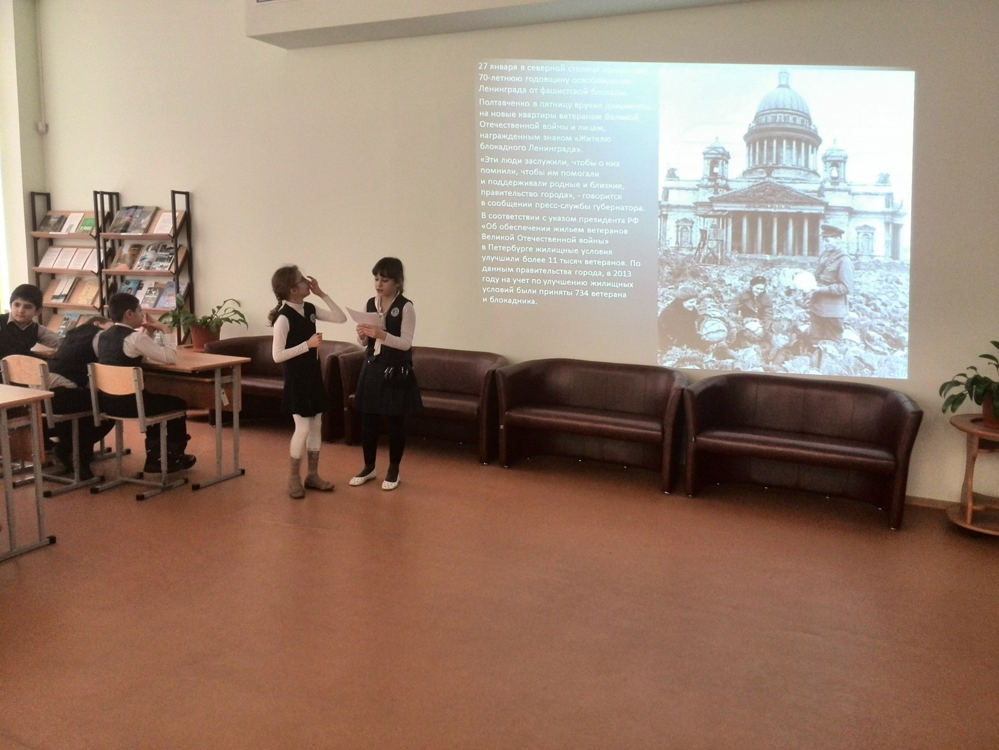 27 января в северной столице
70-летнюю годовщину освобождения
Ленинграда от фашистской блокады.
Полтавченко в пятницу вручил документы
на новые квартиры ветеранам Великой
Отечественной войны и лицам,
награжденным знаком «Жителю
блокадного Ленинграда».
«Эти люди заслужили, чтобы о них
помнили, чтобы им помогали
и поддерживали родные и близкие,
правительство города», - говорится
в сообщении пресс-службы губернатора.
В соответствии с указом президента РФ
«Об обеспечении жильем ветеранов
Великой Отечественной войны»
в Петербурге жилищные условия
улучшили более 11 тысяч ветеранов. По
данным правительства города, в 2013
году на учет по улучшению жилищных
условий были приняты 734 ветерана
и блокадника.